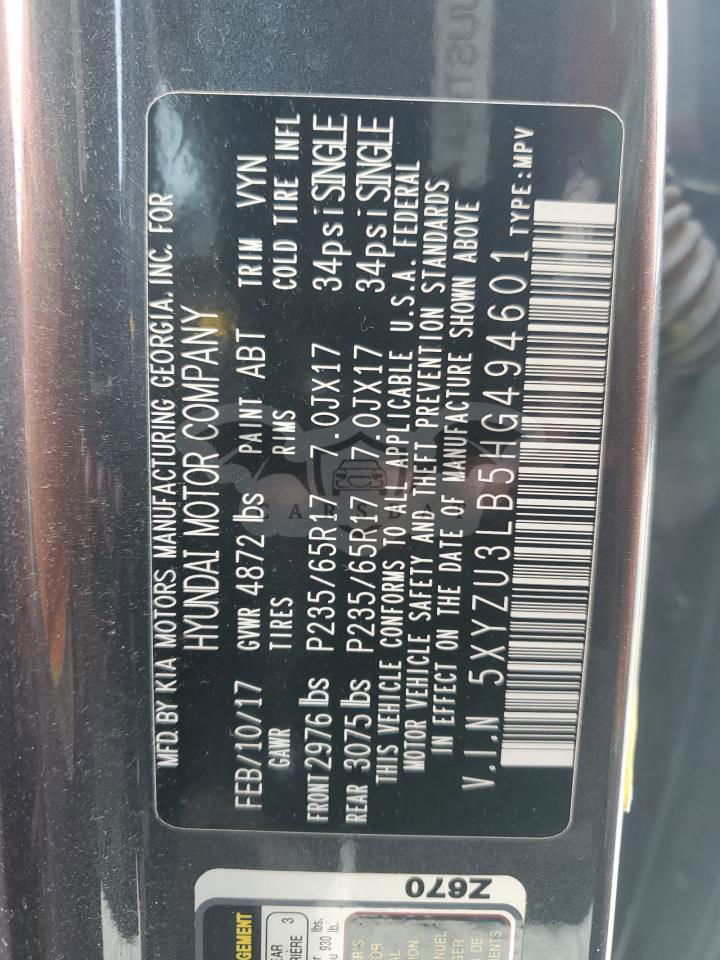 MFD. BY KIA MOTORS MANUFACTURING GEORGIA, INC. FOR
HYUNDAI MOTOR COMPANY
FEB/10/17 GVWR 4872 lbs PAINT ABT TRIM VYN
GAWR TIRES RIMS COLD TIRE INFL
FRONT 2976 lbs P235/65R17 7.0JX17 34psi SINGLE
REAR 3075 lbs P235/65R17 7.0JX17 34psi SINGLE
THIS VEHICLE CONFORMS TO ALL APPLICABLE U.S.A. FEDERAL
MOTOR VEHICLE SAFETY AND THEFT PREVENTION STANDARDS
IN EFFECT ON THE DATE OF MANUFACTURE SHOWN ABOVE
V.I.N 5XYZU3LB5HG494601 TYPE:MPV
Z670